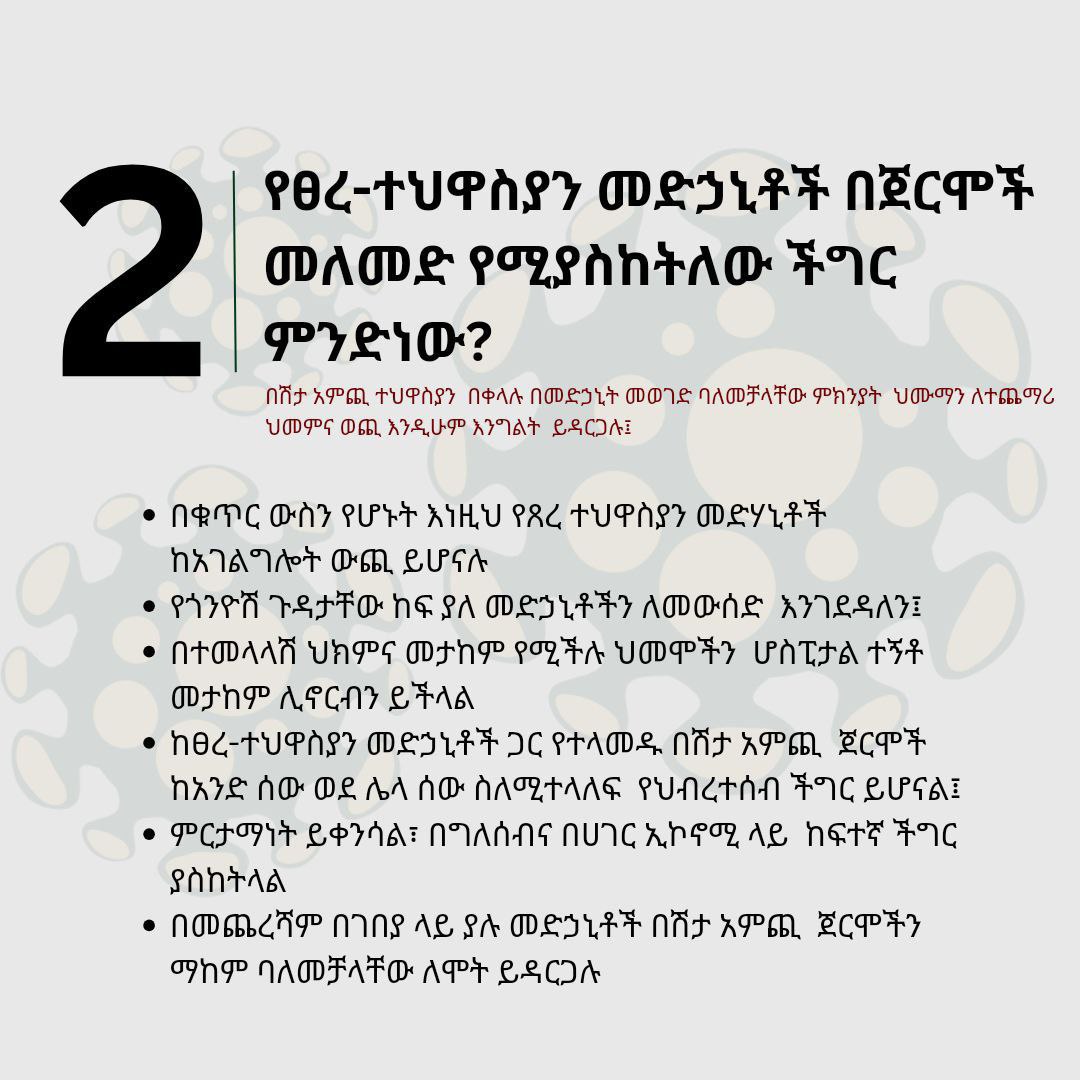 2
የፀረ-ተህዋስያን መድኃኒቶች በጀርሞች
መለመድ የሚያስከትለው ችግር
ምንድነው?
በሽታ አምጪ ተህዋስያን በቀላሉ በመድኃኒት መወገድ ባለመቻላቸው ምክንያት ህሙማን ለተጨማሪ
ህመምና ወጪ እንዲሁም እንግልት ይዳርጋሉ፤
• በቁጥር ውስን የሆኑት እነዚህ የጸረ ተህዋስያን መድሃኒቶች
ከአገልግሎት ውጪ ይሆናሉ
• የጎንዮሽ ጉዳታቸው ከፍ ያለ መድኃኒቶችን ለመውሰድ እንገደዳለን፤
• በተመላላሽ ህክምና መታከም የሚችሉ ህመሞችን ሆስፒታል ተኝቶ
መታከም ሊኖርብን ይችላል
• ከፀረ-ተህዋስያን መድኃኒቶች ጋር የተላመዱ በሽታ አምጪ ጀርሞች
ከአንድ ሰው ወደ ሌላ ሰው ስለሚተላለፍ የህብረተሰብ ችግር ይሆናል፤
• ምርታማነት ይቀንሳል፣ በግለሰብና በሀገር ኢኮኖሚ ላይ ከፍተኛ ችግር
ያስከትላል
• በመጨረሻም በገበያ ላይ ያሉ መድኃኒቶች በሽታ አምጪ ጀርሞችን
ማከም ባለመቻላቸው ለሞት ይዳርጋሉ